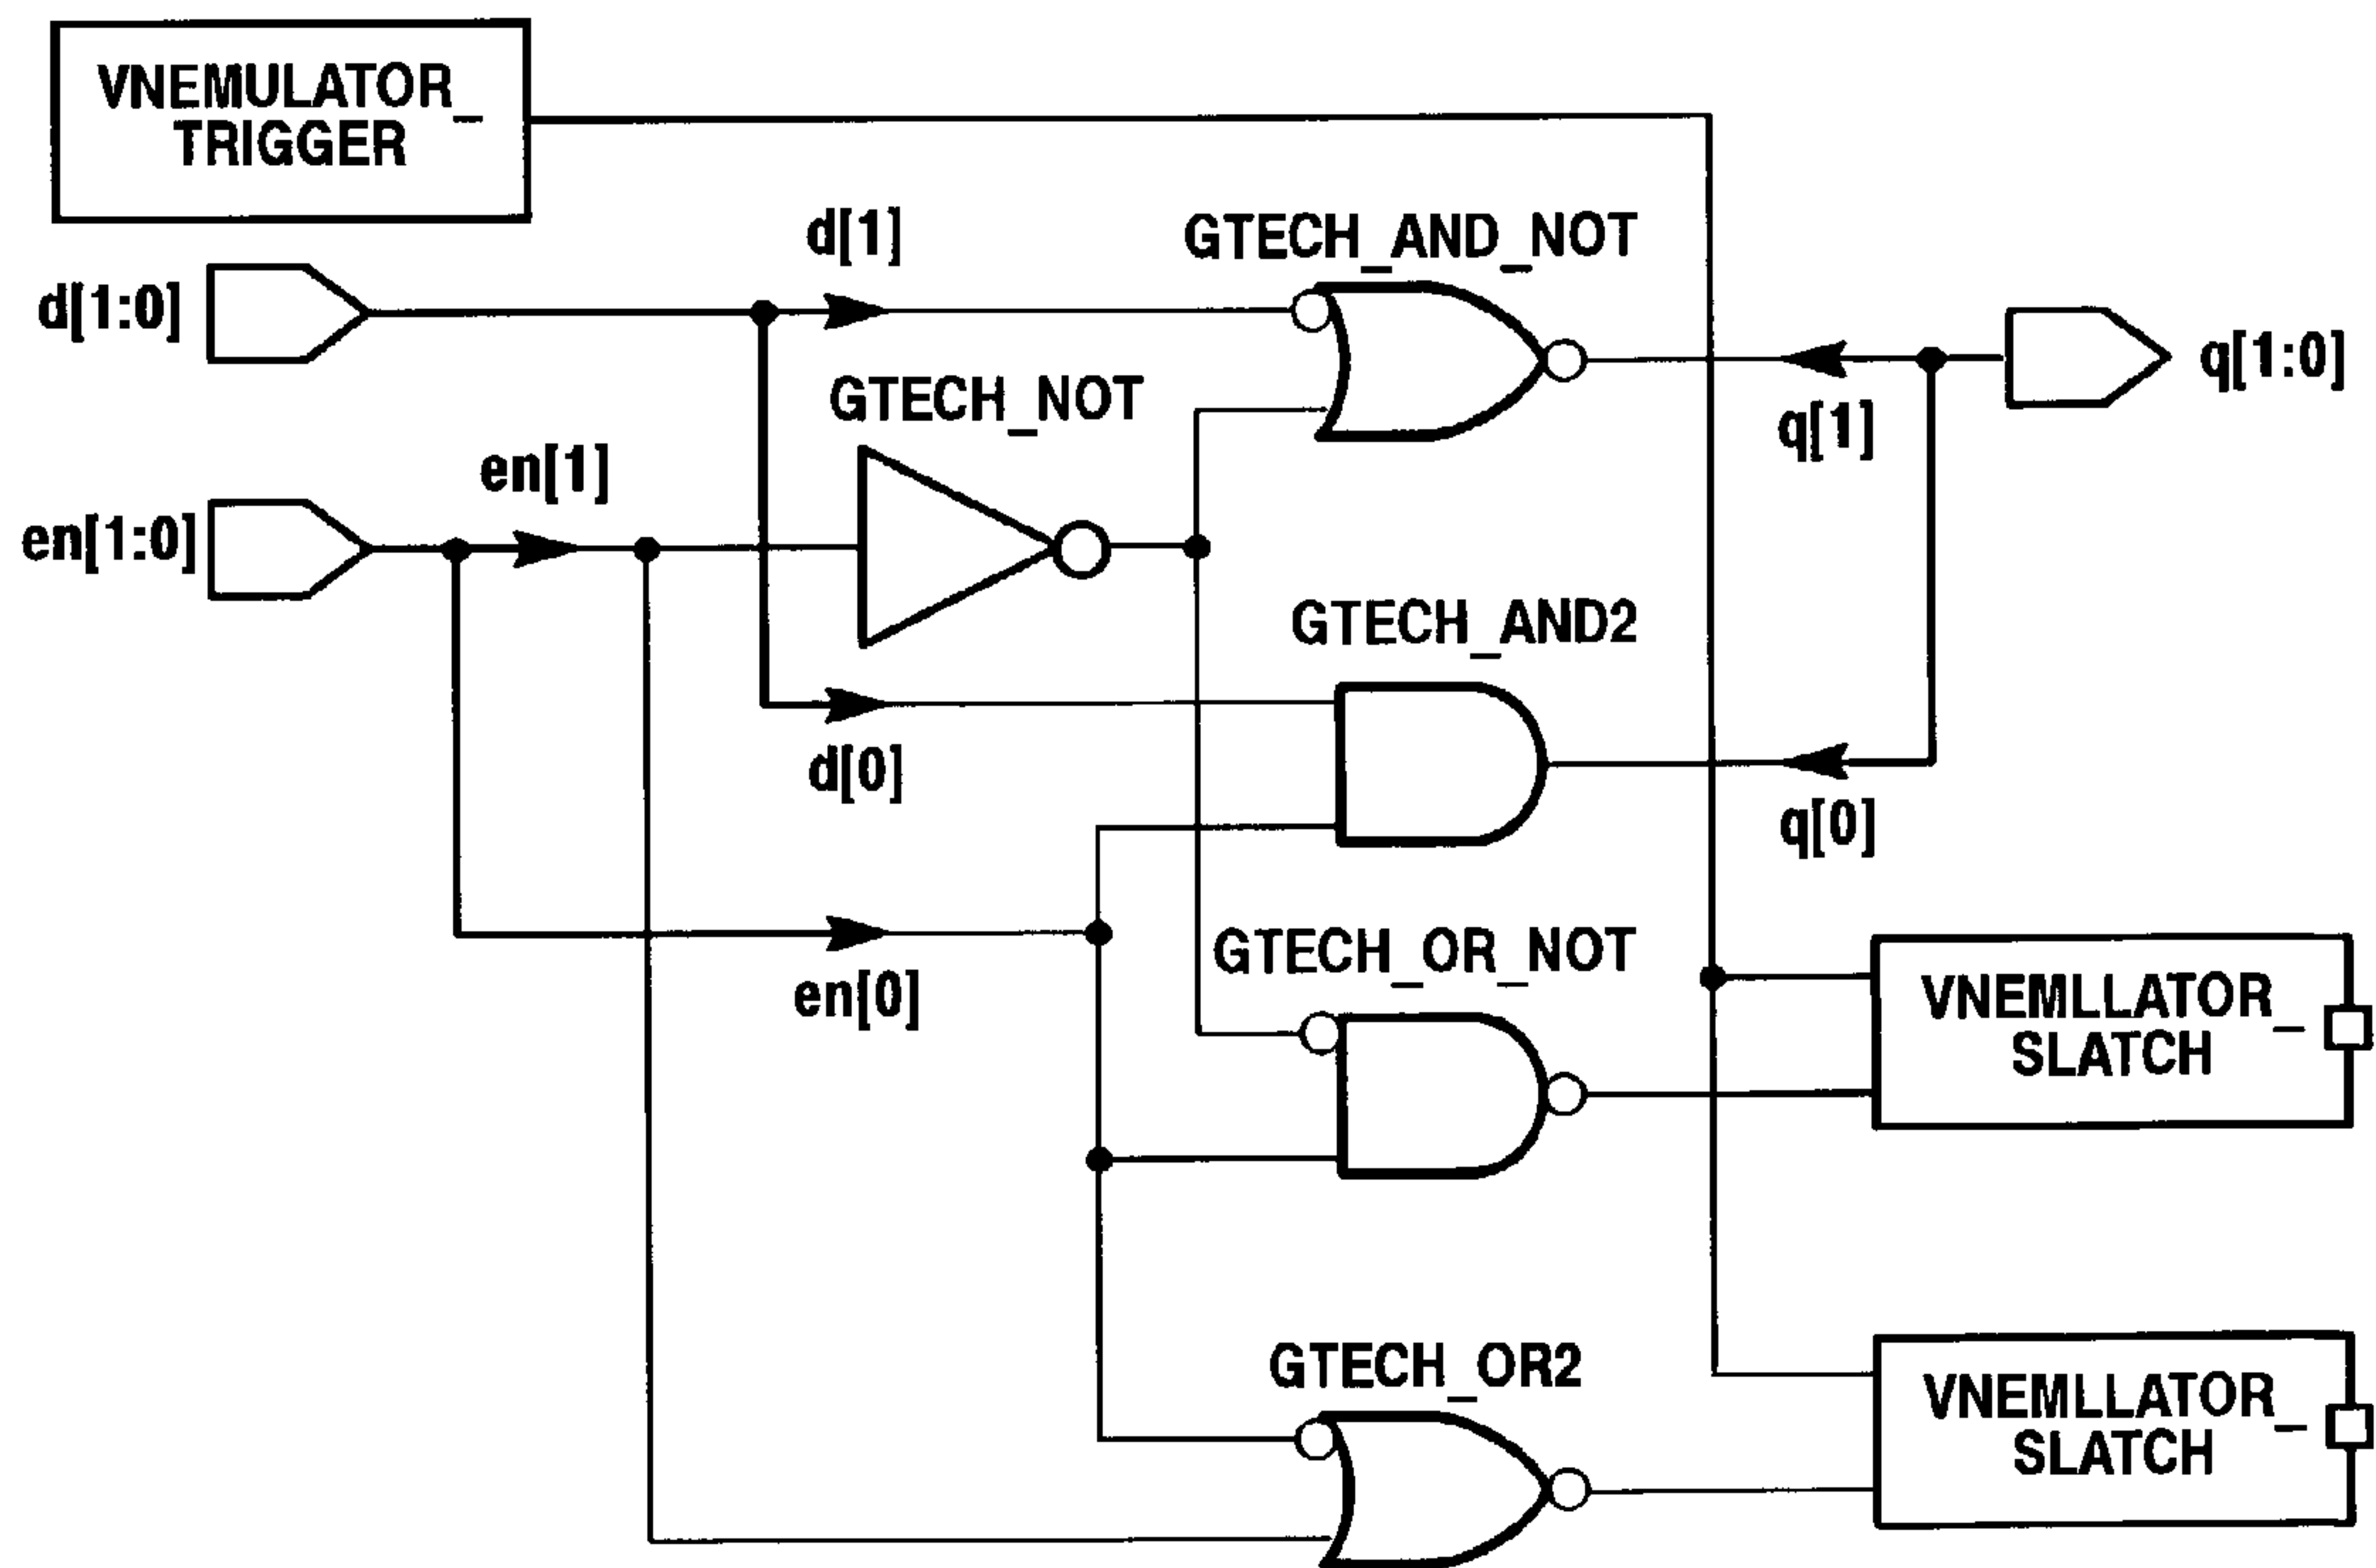 VNEMULATOR_
TRIGGER
d[1]
GTECH_AND_NOT
d[1:0]
q[1:0]
GTECH_NOT
q[1]
en[1]
en[1:0]
GTECH_AND2
d[0]
q[0]
GTECH_OR_NOT
en[0]
VNEMLLATOR_
SLATCH
GTECH_OR2
VNEMLLATOR_
SLATCH